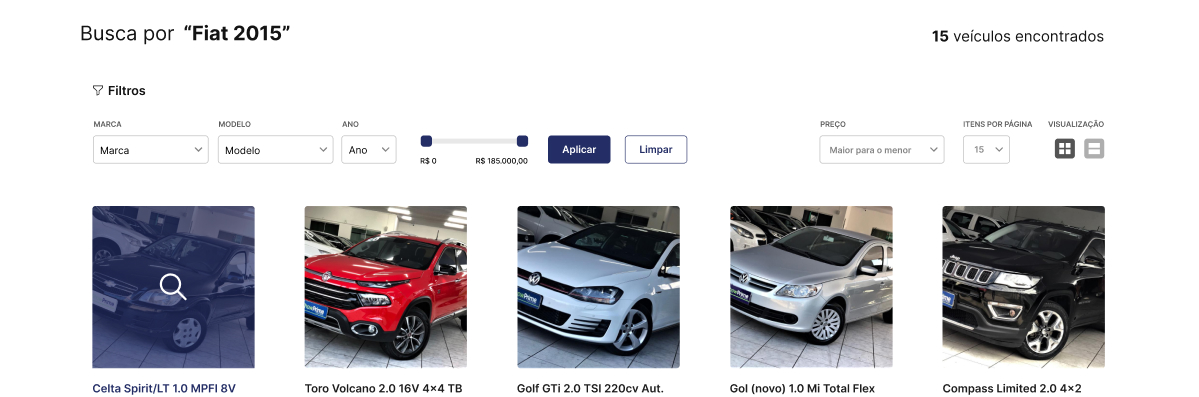 Busca por “Fiat 2015”
15 veículos encontrados
Filtros
MARCA
MODELO
ANO
PREÇO
ITENS POR PÁGINA
VISUALIZAÇÃO
Marca
Modelo
Ano
R$ 0
R$ 185.000,00
Aplicar
Limpar
Maior para o menor
15
Celta Spirit/LT 1.0 MPFI 8V
Toro Volcano 2.0 16V 4x4 TB
Golf GTi 2.0 TSI 220cv Aut.
Gol (novo) 1.0 Mi Total Flex
Compass Limited 2.0 4x2